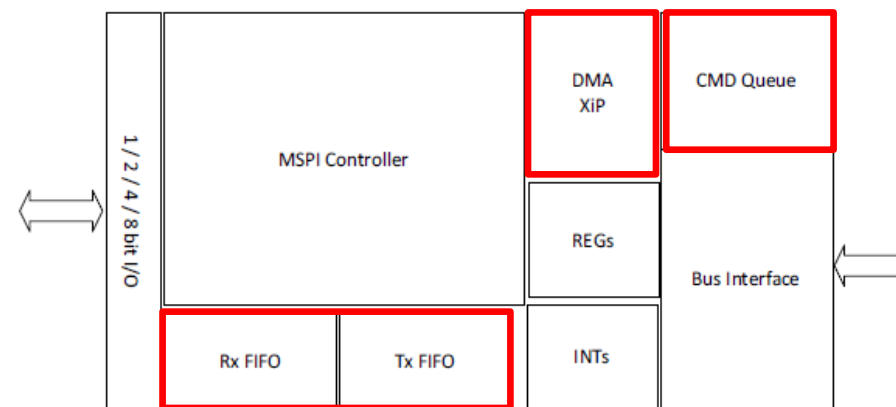 DMA
XiP
CMD Queue
1 / 2 / 4 / 8 bit I/O
MSPI Controller
REGs
Bus Interface
Rx FIFO
Tx FIFO
INTs